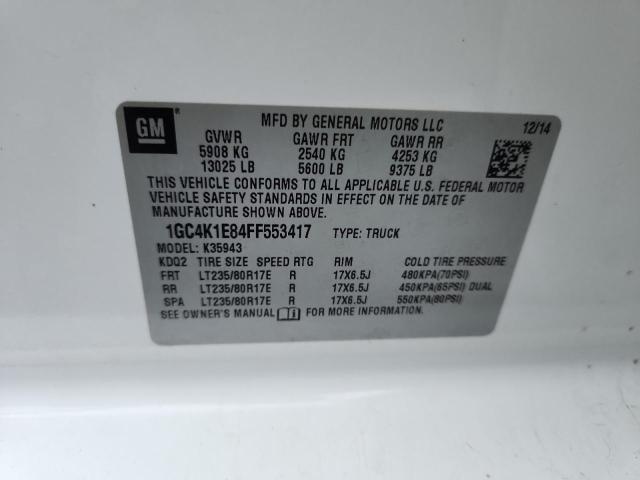 GM
MFD BY GENERAL MOTORS LLC 12/14
GVWR GAWR FRT GAWR RR
5908 KG 2540 KG 4253 KG
13025 LB 5600 LB 9375 LB
THIS VEHICLE CONFORMS TO ALL APPLICABLE U.S. FEDERAL MOTOR
VEHICLE SAFETY STANDARDS IN EFFECT ON THE DATE OF
MANUFACTURE SHOWN ABOVE.
1GC4K1E84FF553417 TYPE: TRUCK
MODEL: K35943
KDQ2 TIRE SIZE SPEED RTG RIM COLD TIRE PRESSURE
FRT LT235/80R17E R 17X6.5J 480KPA(70PSI)
RR LT235/80R17E R 17X6.5J 450KPA(65PSI) DUAL
SPA LT235/80R17E R 17X6.5J 550KPA(80PSI)
SEE OWNER'S MANUAL i FOR MORE INFORMATION.